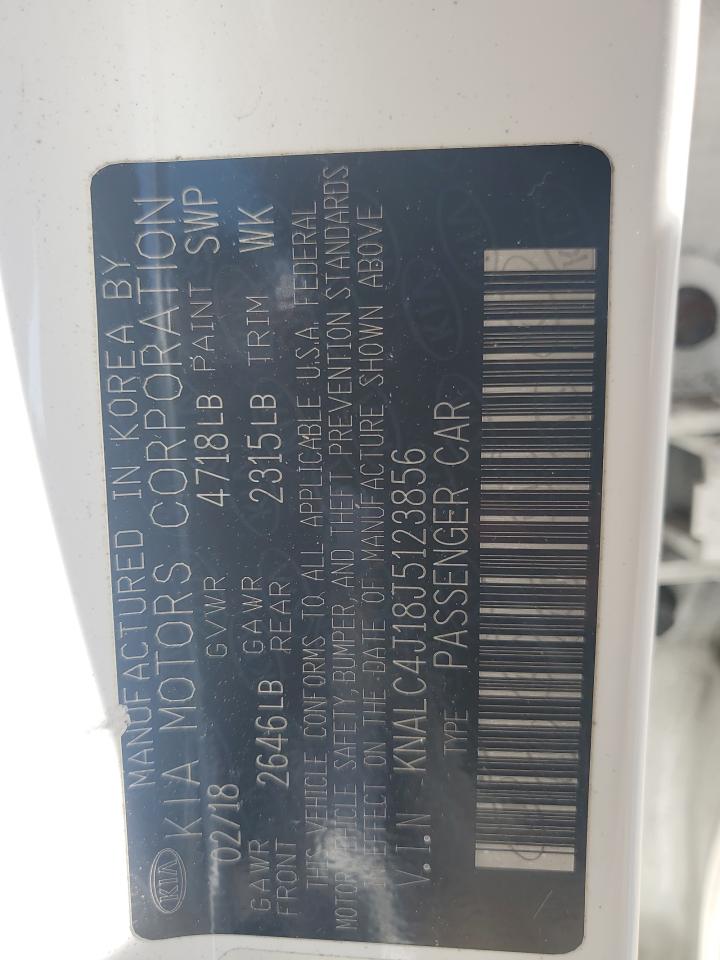 KIA
MANUFACTURED IN KOREA BY
KIA MOTORS CORPORATION
02/18 GVWR 4718LB PAINT SWP
GAWR FRONT 2646LB GAWR REAR 2315LB TRIM WK
THIS VEHICLE CONFORMS TO ALL APPLICABLE U.S.A. FEDERAL
MOTOR VEHICLE SAFETY, BUMPER, AND THEFT PREVENTION STANDARDS
IN EFFECT ON THE DATE OF MANUFACTURE SHOWN ABOVE
V.I.N KNALC4J18J5123856
TYPE PASSENGER CAR